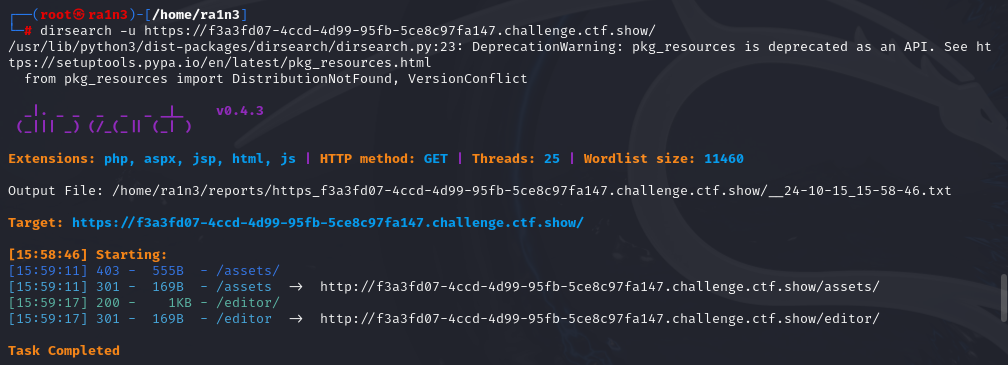 ┌──(root㉿ra1n3)-[/home/ra1n3]
└─# dirsearch -u https://f3a3fd07-4ccd-4d99-95fb-5ce8c97fa147.challenge.ctf.show/
/usr/lib/python3/dist-packages/dirsearch/dirsearch.py:23: DeprecationWarning: pkg_resources is deprecated as an API. See ht
tps://setuptools.pypa.io/en/latest/pkg_resources.html
  from pkg_resources import DistributionNotFound, VersionConflict
  _|. _ _  _  _  _ _|_    v0.4.3
 (_||| _) (/_(_|| (_| )
Extensions: php, aspx, jsp, html, js | HTTP method: GET | Threads: 25 | Wordlist size: 11460
Output File: /home/ra1n3/reports/https_f3a3fd07-4ccd-4d99-95fb-5ce8c97fa147.challenge.ctf.show/__24-10-15_15-58-46.txt
Target: https://f3a3fd07-4ccd-4d99-95fb-5ce8c97fa147.challenge.ctf.show/
[15:58:46] Starting:
[15:59:11] 403 -  555B  - /assets/
[15:59:11] 301 -  169B  - /assets  ->  http://f3a3fd07-4ccd-4d99-95fb-5ce8c97fa147.challenge.ctf.show/assets/
[15:59:17] 200 -    1KB - /editor/
[15:59:17] 301 -  169B  - /editor  ->  http://f3a3fd07-4ccd-4d99-95fb-5ce8c97fa147.challenge.ctf.show/editor/
Task Completed